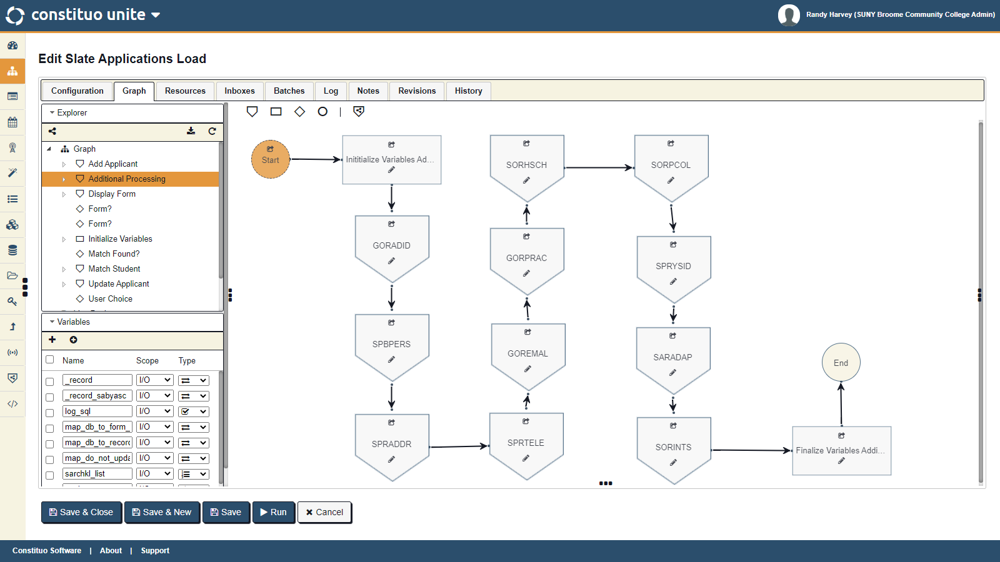 constituo unite
Randy Harvey (SUNY Broome Community College Admin)
Edit Slate Applications Load
Configuration
Graph
Resources
Inboxes
Batches
Log
Notes
Revisions
History
Explorer
Graph
Add Applicant
Additional Processing
Display Form
Form?
Form?
Initialize Variables
Match Found?
Match Student
Update Applicant
User Choice
Variables
Name Scope Type
_record I/O
_record_sabyasc I/O
log_sql I/O
map_db_to_form_ I/O
map_db_to_record I/O
map_do_not_upda I/O
sarchkl_list I/O
Start
Inititialize Variables Ad...
GORADID
SPBPERS
SPRADDR
SORHSCH
GORPRAC
GOREMAL
SPRTELE
SORPCOL
SPRYSID
SARADAP
SORINTS
End
Finalize Variables Addi...
Save & Close
Save & New
Save
Run
Cancel
Constituo Software | About | Support